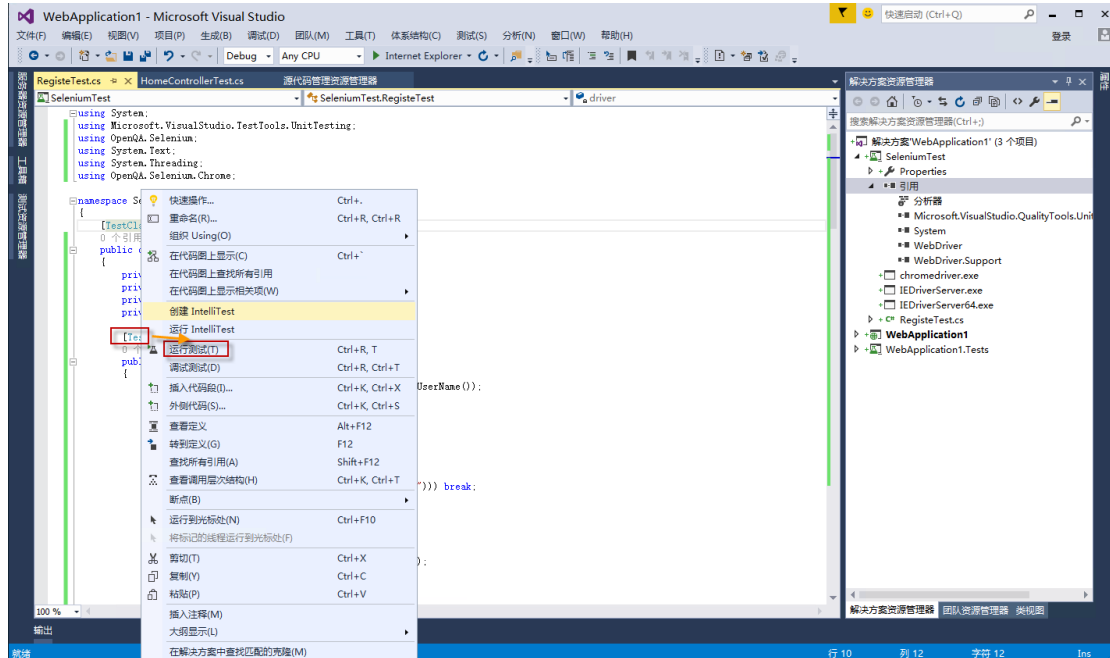 WebApplication1 - Microsoft Visual Studio
快速启动 (Ctrl+Q)
文件(F) 编辑(E) 视图(V) 项目(P) 生成(B) 调试(D) 团队(M) 工具(T) 体系结构(C) 测试(S) 分析(N) 窗口(W) 帮助(H)
登录
Debug Any CPU Internet Explorer
RegisteTest.cs HomeControllerTest.cs 源代码管理资源管理器
SeleniumTest SeleniumTest.RegisteTest driver
using System;
using Microsoft.VisualStudio.TestTools.UnitTesting;
using OpenQA.Selenium;
using System.Text;
using System.Threading;
using OpenQA.Selenium.Chrome;
namespace Se
{
[TestCla
0 个引用
public c
{
priv
priv
priv
priv
[Tes
0 个
publ
{
UserName());
"))) break;
);
快速操作... Ctrl+.
重命名(R)... Ctrl+R, Ctrl+R
组织 Using(O)
在代码图上显示(C) Ctrl+`
在代码图上查找所有引用
在代码图上显示相关项(W)
创建 IntelliTest
运行 IntelliTest
运行测试(T) Ctrl+R, T
调试测试(D) Ctrl+R, Ctrl+T
插入代码段(I)... Ctrl+K, Ctrl+X
外侧代码(S)... Ctrl+K, Ctrl+S
查看定义 Alt+F12
转到定义(G) F12
查找所有引用(A) Shift+F12
查看调用层次结构(H) Ctrl+K, Ctrl+T
断点(B)
运行到光标处(N) Ctrl+F10
将标记的线程运行到光标处(F)
剪切(T) Ctrl+X
复制(Y) Ctrl+C
粘贴(P) Ctrl+V
插入注释(M)
大纲显示(L)
在解决方案中查找匹配的克隆(M)
100 %
输出
就绪
行 10 列 12 字符 12 Ins
解决方案资源管理器
搜索解决方案资源管理器(Ctrl+;)
解决方案'WebApplication1' (3 个项目)
SeleniumTest
Properties
引用
分析器
Microsoft.VisualStudio.QualityTools.Unit
System
WebDriver
WebDriver.Support
chromedriver.exe
IEDriverServer.exe
IEDriverServer64.exe
C# RegisteTest.cs
WebApplication1
WebApplication1.Tests
解决方案资源管理器 团队资源管理器 类视图
工具箱